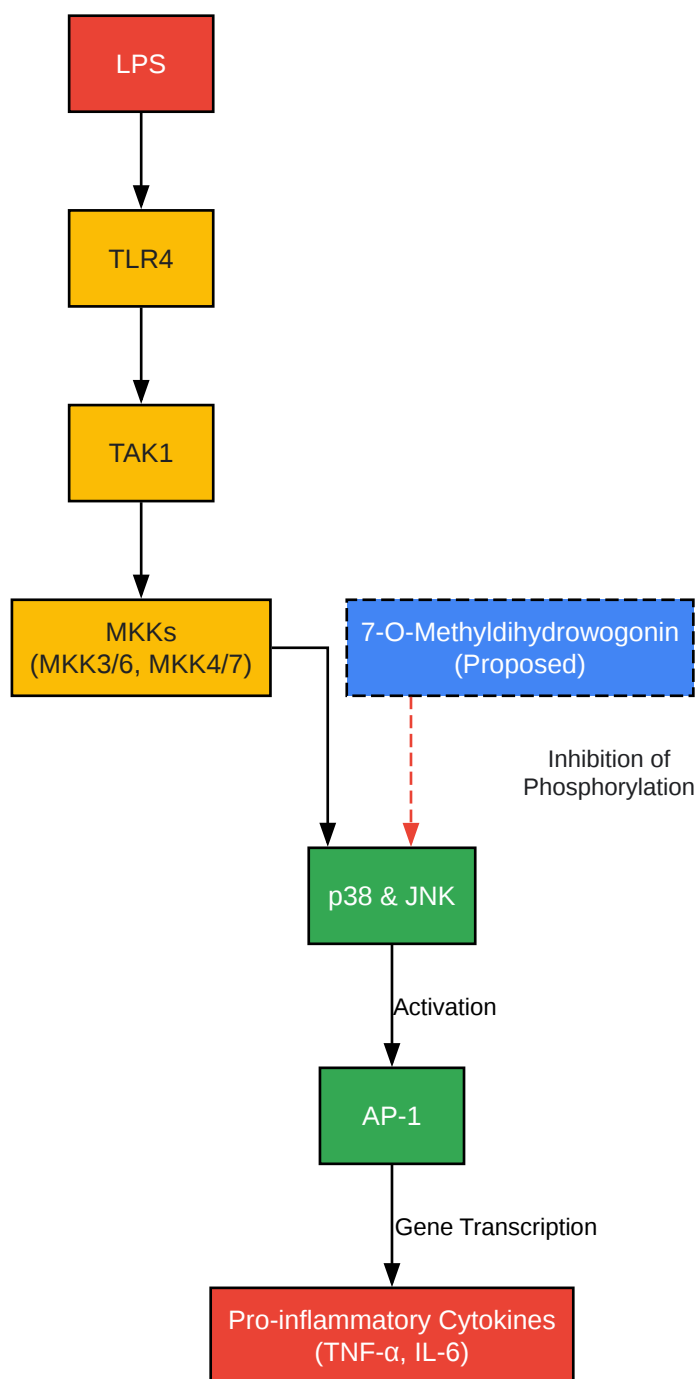 LPS
TLR4
TAK1
MKKs
(MKK3/6, MKK4/7)
7-O-Methyldihydrowogonin
(Proposed)
Inhibition of
Phosphorylation
p38 & JNK
Activation
AP-1
Gene Transcription
Pro-inflammatory Cytokines
(TNF-α, IL-6)